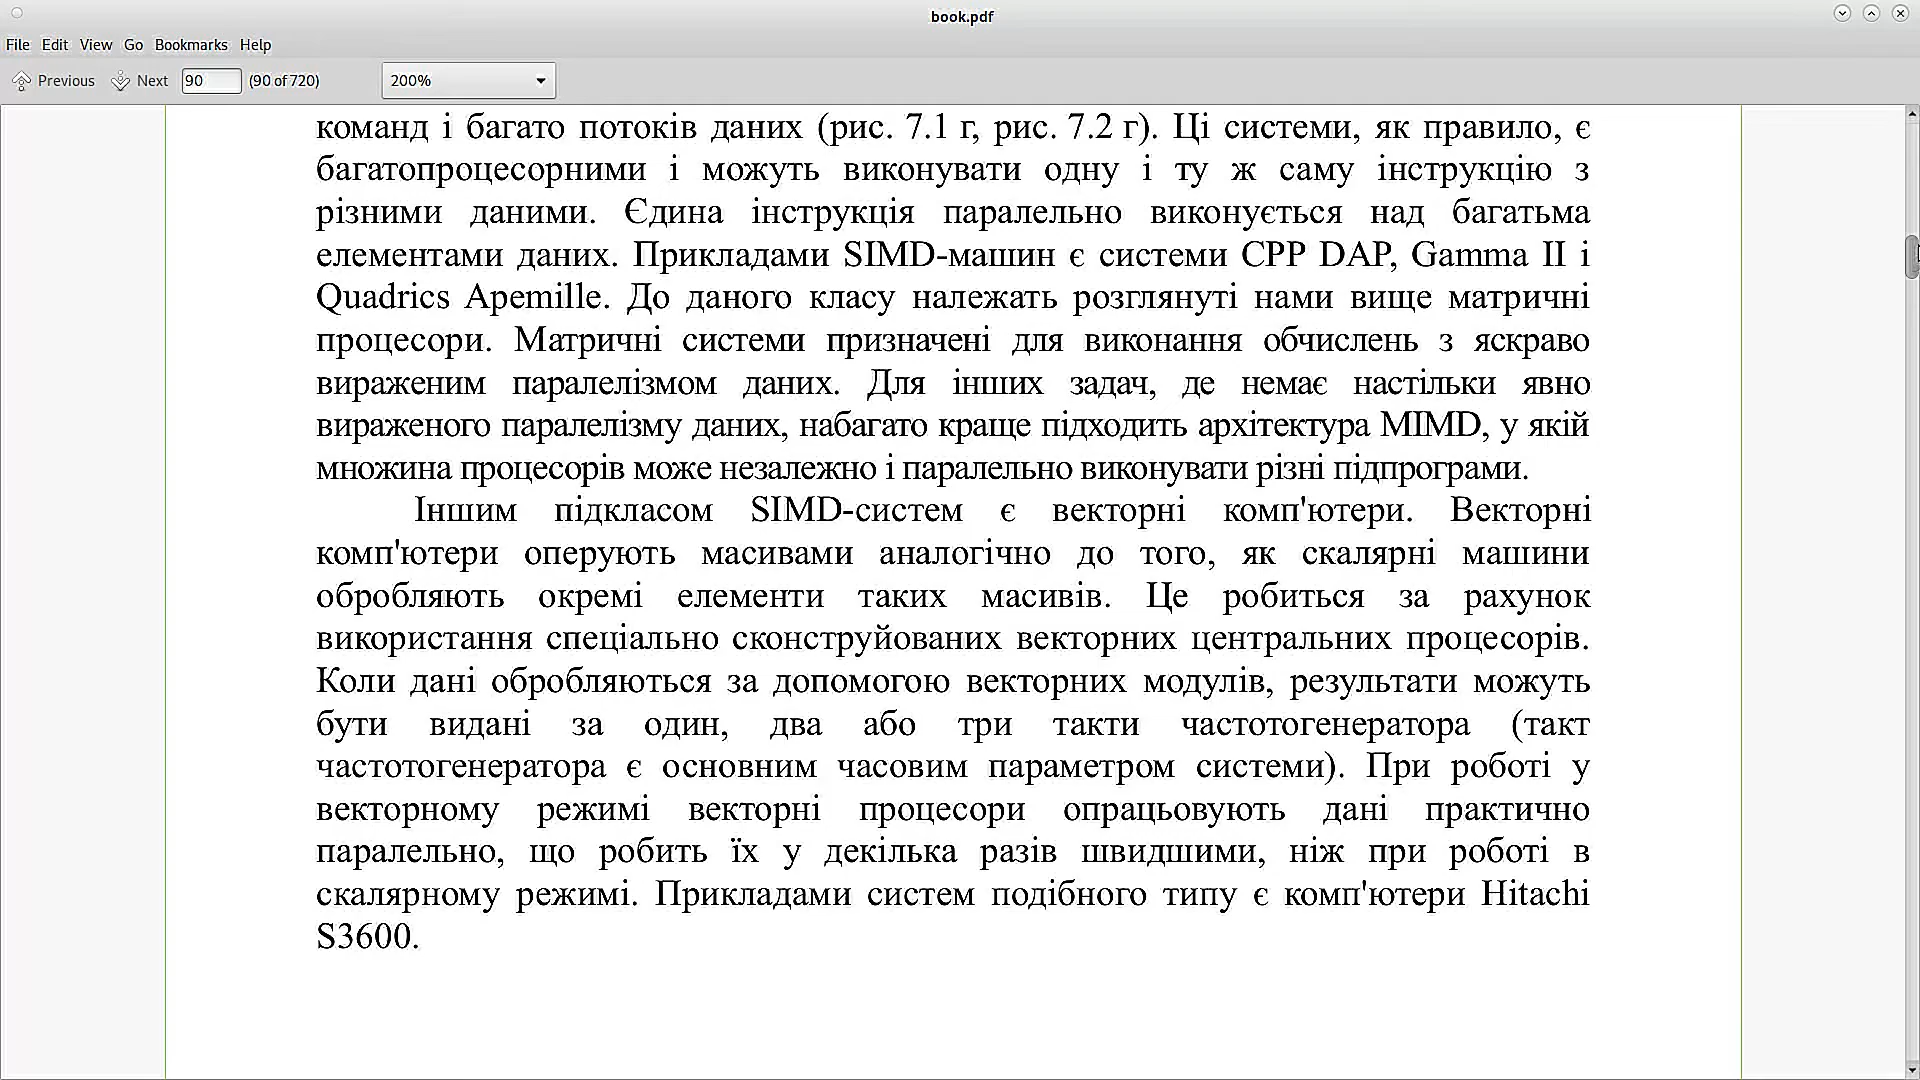 book.pdf
File Edit View Go Bookmarks Help
Previous Next 90 (90 of 720) 200%
команд і багато потоків даних (рис. 7.1 г, рис. 7.2 г). Ці системи, як правило, є
багатопроцесорними і можуть виконувати одну і ту ж саму інструкцію з
різними даними. Єдина інструкція паралельно виконується над багатьма
елементами даних. Прикладами SIMD-машин є системи CPP DAP, Gamma II і
Quadrics Apemille. До даного класу належать розглянуті нами вище матричні
процесори. Матричні системи призначені для виконання обчислень з яскраво
вираженим паралелізмом даних. Для інших задач, де немає настільки явно
вираженого паралелізму даних, набагато краще підходить архітектура MIMD, у якій
множина процесорів може незалежно і паралельно виконувати різні підпрограми.
Іншим підкласом SIMD-систем є векторні комп'ютери. Векторні
комп'ютери оперують масивами аналогічно до того, як скалярні машини
обробляють окремі елементи таких масивів. Це робиться за рахунок
використання спеціально сконструйованих векторних центральних процесорів.
Коли дані обробляються за допомогою векторних модулів, результати можуть
бути видані за один, два або три такти частотогенератора (такт
частотогенератора є основним часовим параметром системи). При роботі у
векторному режимі векторні процесори опрацьовують дані практично
паралельно, що робить їх у декілька разів швидшими, ніж при роботі в
скалярному режимі. Прикладами систем подібного типу є комп'ютери Hitachi
S3600.